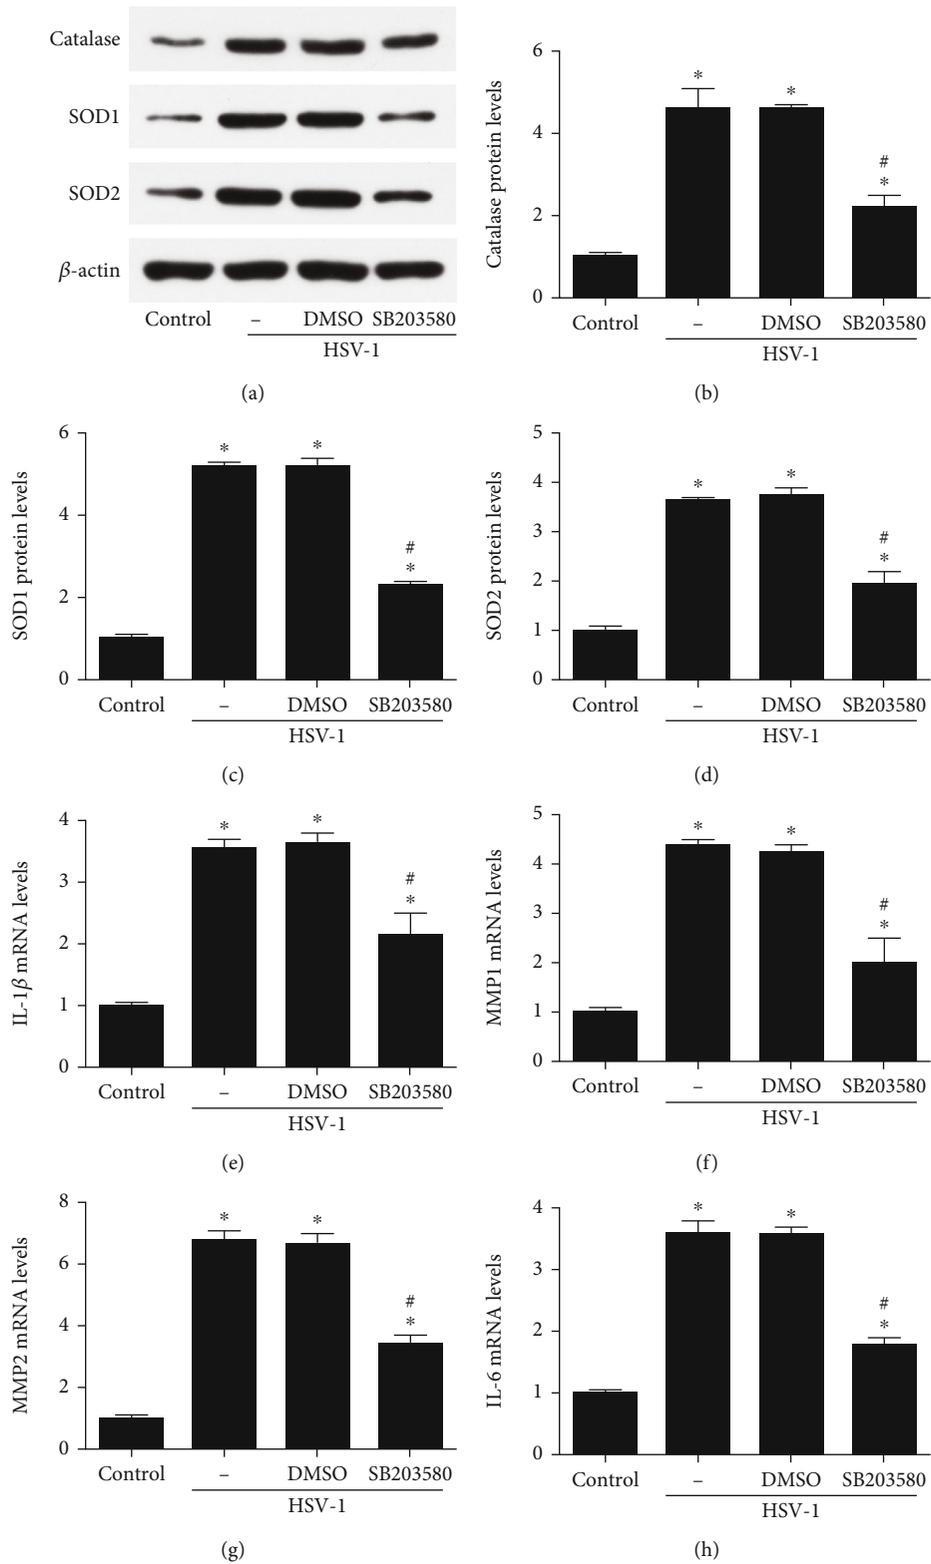 Catalase
SOD1
SOD2
β-actin
Control – DMSO SB203580
HSV-1
(a)
Catalase protein levels
6
4
2
0
* * # *
Control – DMSO SB203580
HSV-1
(b)
SOD1 protein levels
6
4
2
0
* * # *
Control – DMSO SB203580
HSV-1
(c)
SOD2 protein levels
5
4
3
2
1
0
* * # *
Control – DMSO SB203580
HSV-1
(d)
IL-1β mRNA levels
4
3
2
1
0
* * # *
Control – DMSO SB203580
HSV-1
(e)
MMP1 mRNA levels
5
4
3
2
1
0
* * # *
Control – DMSO SB203580
HSV-1
(f)
MMP2 mRNA levels
8
6
4
2
0
* * # *
Control – DMSO SB203580
HSV-1
(g)
IL-6 mRNA levels
4
3
2
1
0
* * # *
Control – DMSO SB203580
HSV-1
(h)